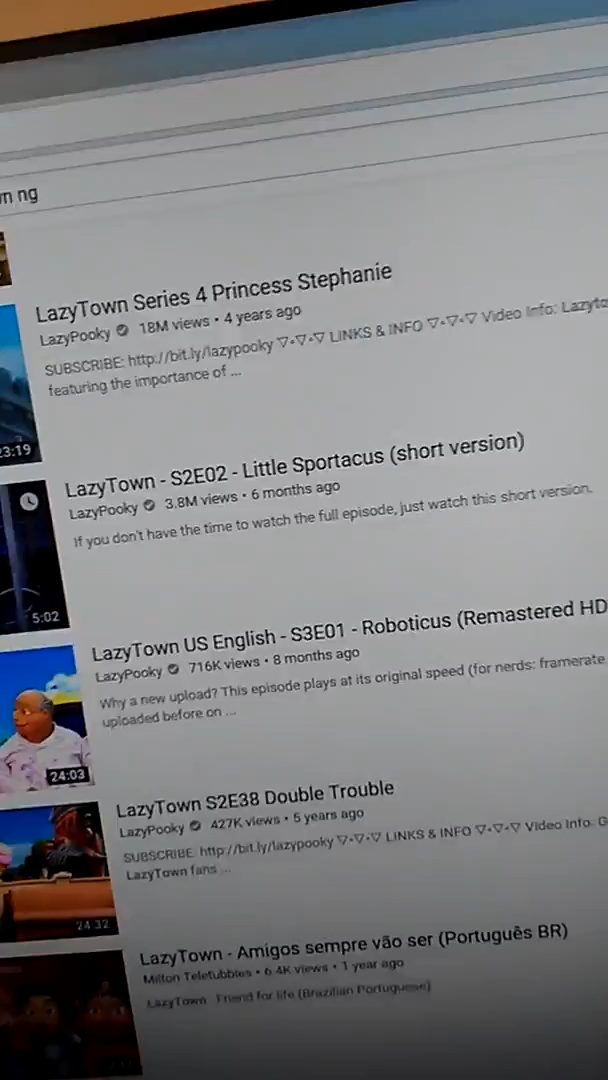 ng
LazyTown Series 4 Princess Stephanie
LazyPooky 18M views • 4 years ago
SUBSCRIBE: http://bit.ly/lazypooky ▽•▽•▽ LINKS & INFO ▽•▽•▽ Video Info: Lazyto
featuring the importance of ...
23:19
LazyTown - S2E02 - Little Sportacus (short version)
LazyPooky 3.8M views • 6 months ago
If you don't have the time to watch the full episode, just watch this short version.
5:02
LazyTown US English - S3E01 - Roboticus (Remastered HD
LazyPooky 716K views • 8 months ago
Why a new upload? This episode plays at its original speed (for nerds: framerate
uploaded before on ...
24:03
LazyTown S2E38 Double Trouble
LazyPooky 427K views • 5 years ago
SUBSCRIBE: http://bit.ly/lazypooky ▽•▽•▽ LINKS & INFO ▽•▽•▽ Video Info: G
LazyTown fans ...
24:32
LazyTown - Amigos sempre vão ser (Português BR)
Milton Teletubbies • 6.4K views • 1 year ago
LazyTown - Friend for life (Brazilian Portuguese)